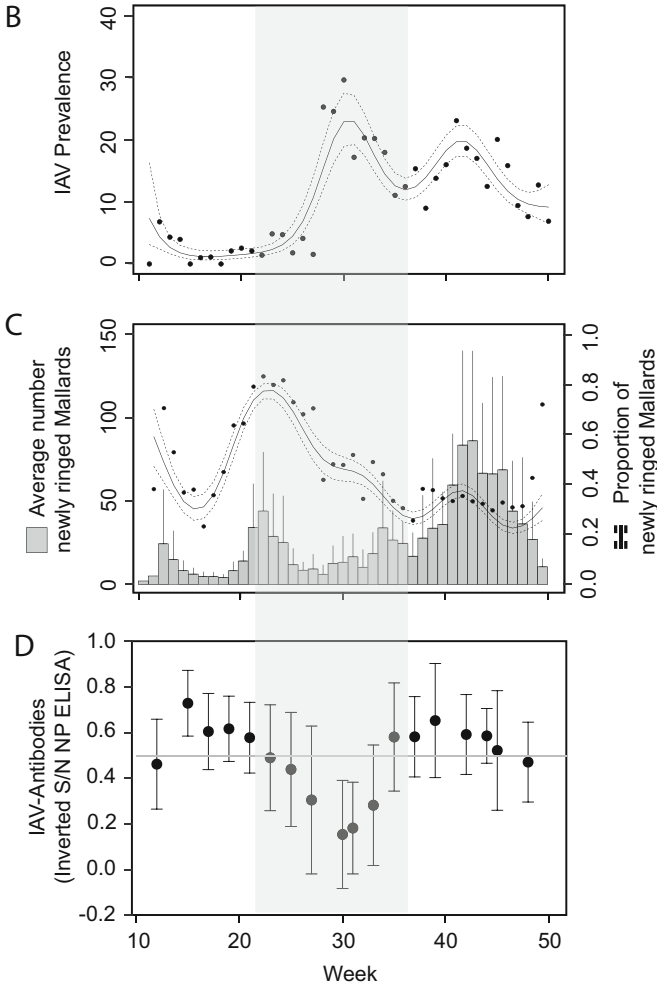 B
IAV Prevalence
40
30
20
10
0
C
Average number
newly ringed Mallards
150
100
50
0
1.0
0.8
0.6
0.4
0.2
0.0
Proportion of
newly ringed Mallards
D
IAV-Antibodies
(Inverted S/N NP ELISA)
1.0
0.8
0.6
0.4
0.2
0.0
-0.2
10 20 30 40 50
Week